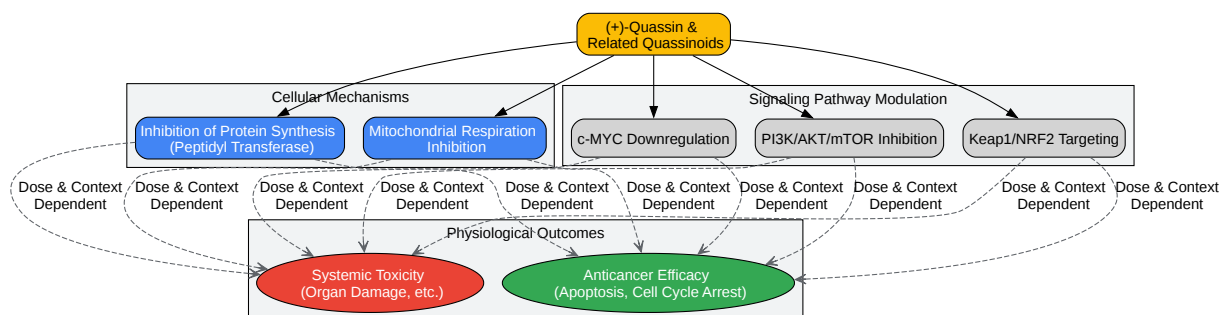 (+)-Quassin &
Related Quassinoids
Cellular Mechanisms
Signaling Pathway Modulation
Inhibition of Protein Synthesis
(Peptidyl Transferase)
Mitochondrial Respiration
Inhibition
c-MYC Downregulation
PI3K/AKT/mTOR Inhibition
Keap1/NRF2 Targeting
Dose & Context
Dependent
Dose & Context
Dependent
Dose & Context
Dependent
Dose & Context
Dependent
Dose & Context
Dependent
Dose & Context
Dependent
Dose & Context
Dependent
Dose & Context
Dependent
Dose & Context
Dependent
Dose & Context
Dependent
Physiological Outcomes
Systemic Toxicity
(Organ Damage, etc.)
Anticancer Efficacy
(Apoptosis, Cell Cycle Arrest)